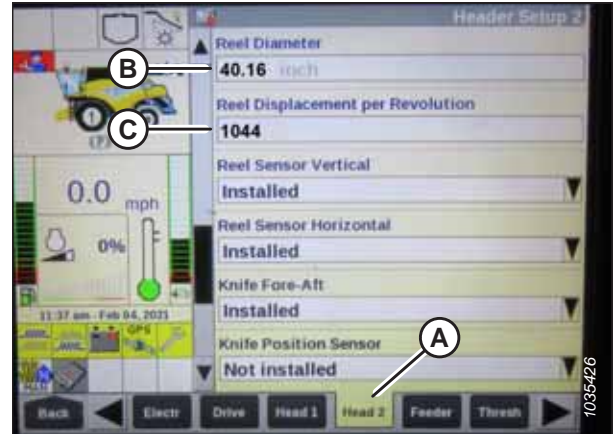 Header Setup 2
Reel Diameter
B
40.16 inch
Reel Displacement per Revolution
C
1044
(?)
Reel Sensor Vertical
0.0 mph
Installed
Reel Sensor Horizontal
0%
Installed
Knife Fore-Aft
11:37 am - Feb 04, 2021
Installed
GPS
Knife Position Sensor
A
Not installed
Back
Electr
Drive
Head 1
Head 2
Feeder
Thresh
1035426